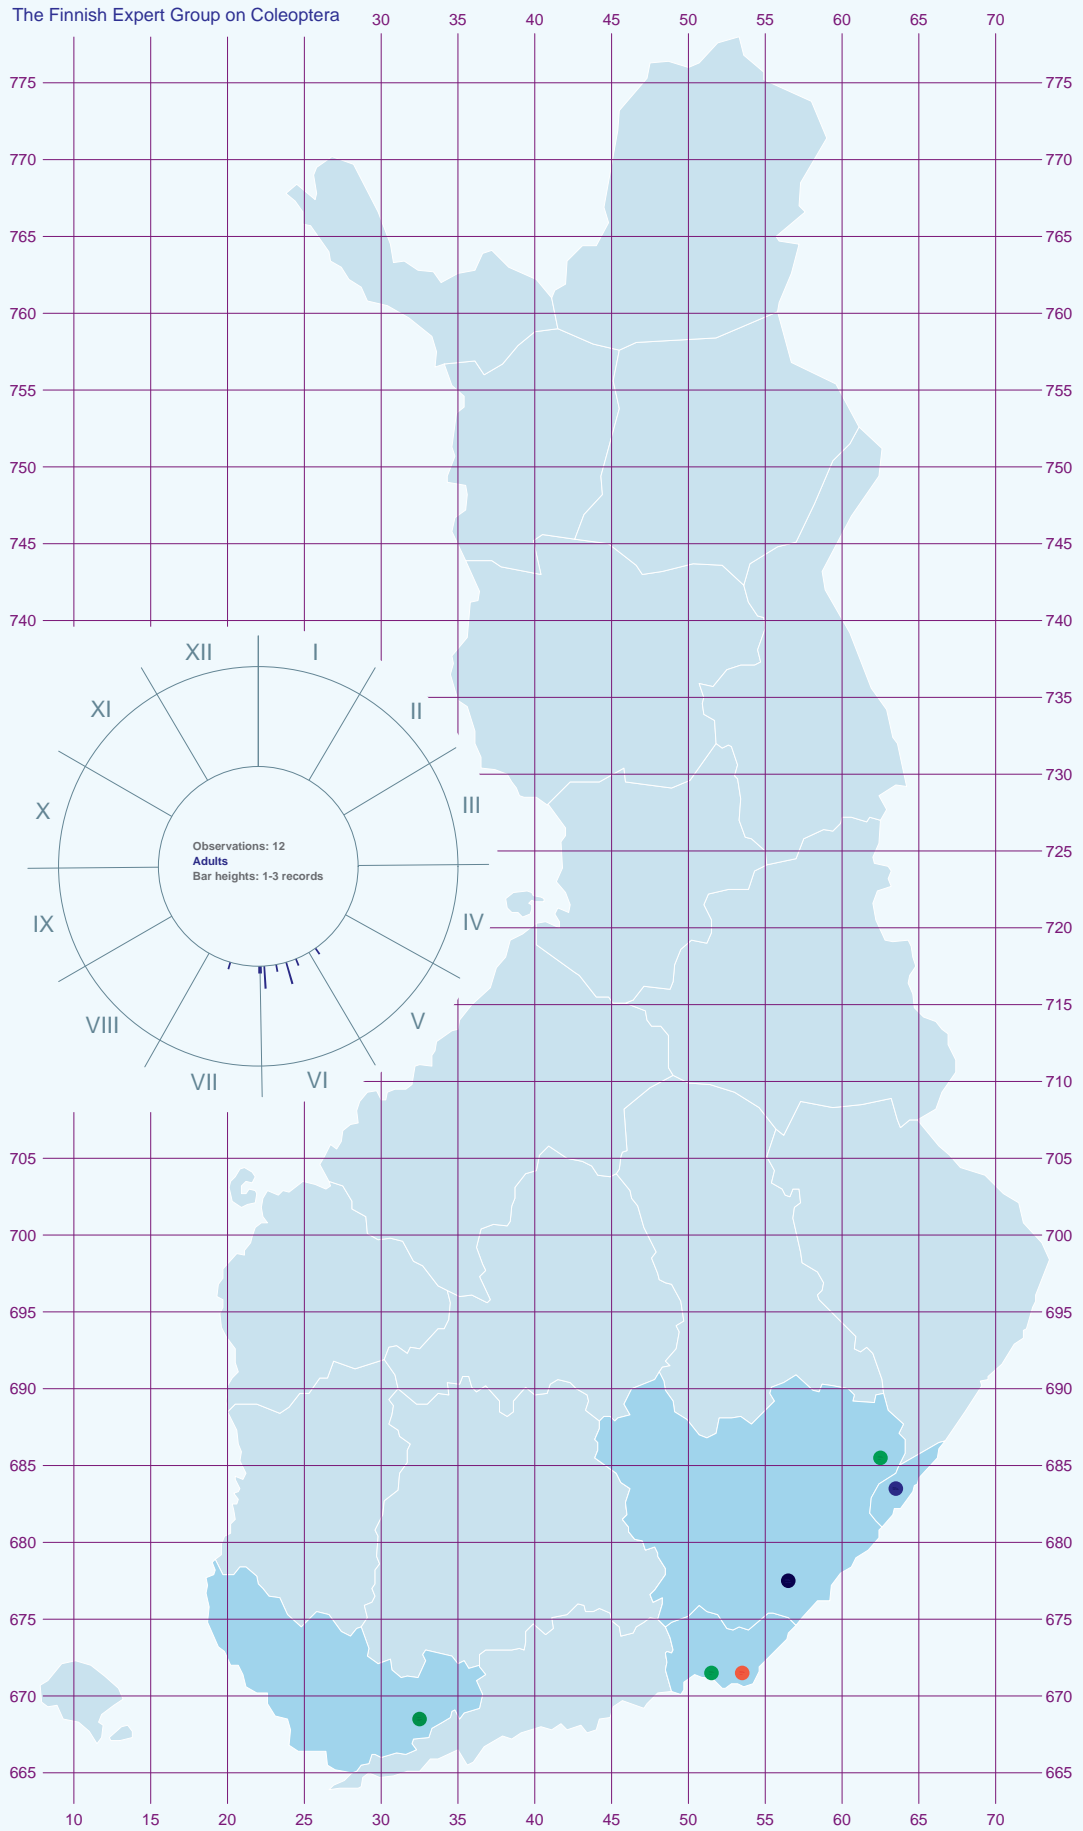 The Finnish Expert Group on Coleoptera 30 35 40 45 50 55 60 65 70
775 775
770 770
765 765
760 760
755 755
750 750
745 745
740 740
XII I
XI II
735
730
X III
Observations: 12
Adults
Bar heights: 1-3 records
725
IX IV
720
715
VIII V
VII VI
710
705 705
700 700
695 695
690 690
685 685
680 680
675 675
670 670
665 665
10 15 20 25 30 35 40 45 50 55 60 65 70